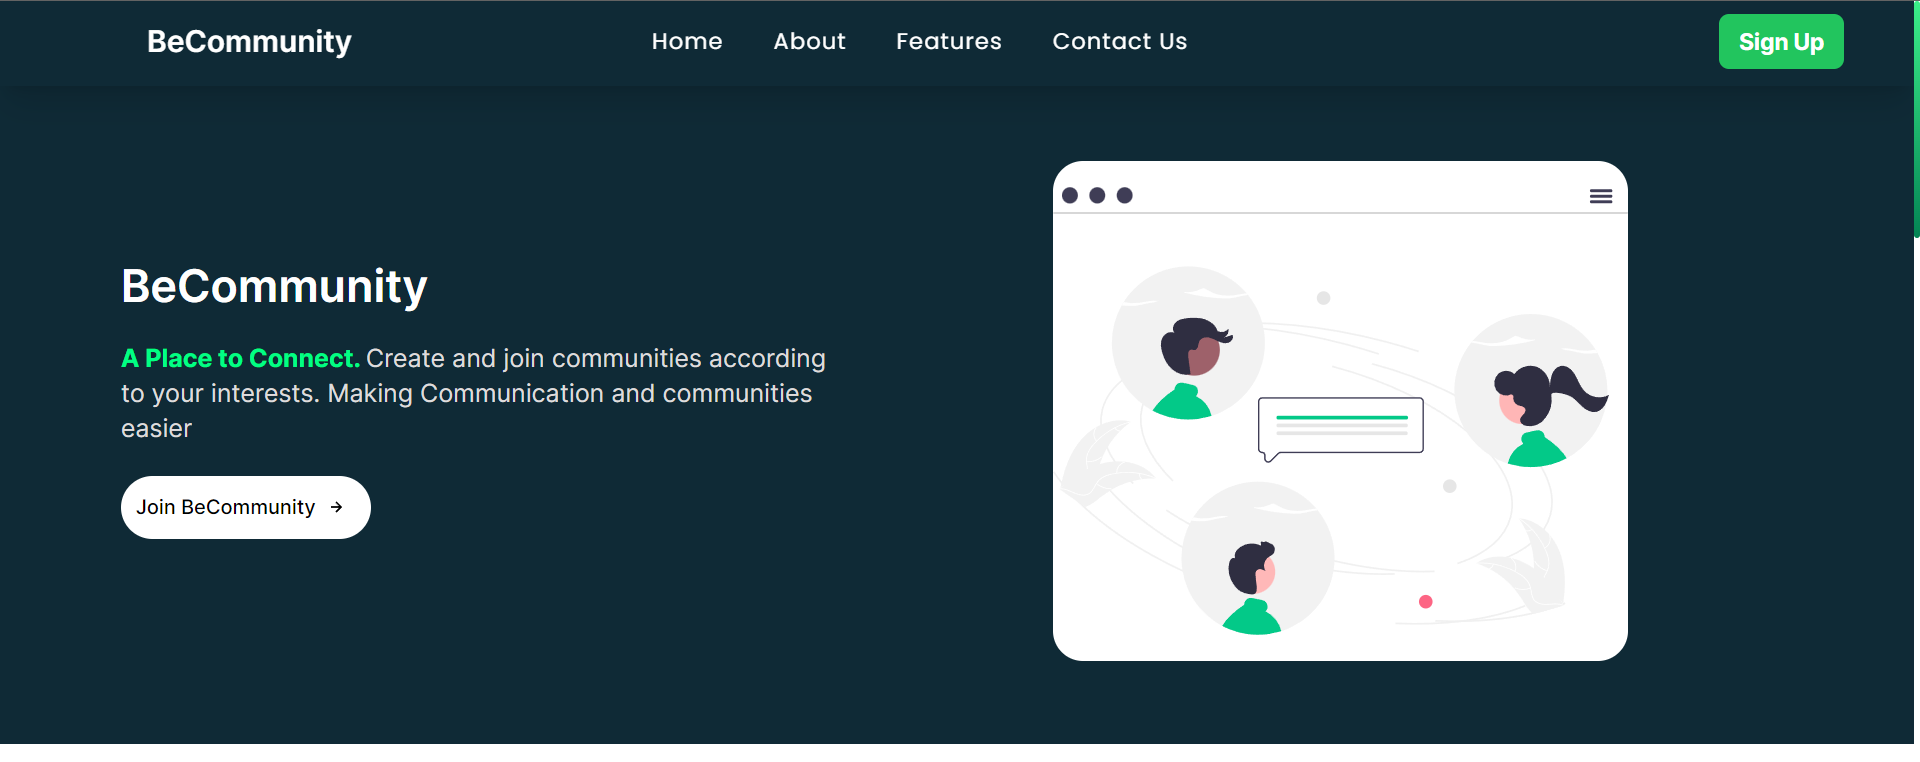 BeCommunity
Home
About
Features
Contact Us
Sign Up
BeCommunity
A Place to Connect. Create and join communities according
to your interests. Making Communication and communities
easier
Join BeCommunity →